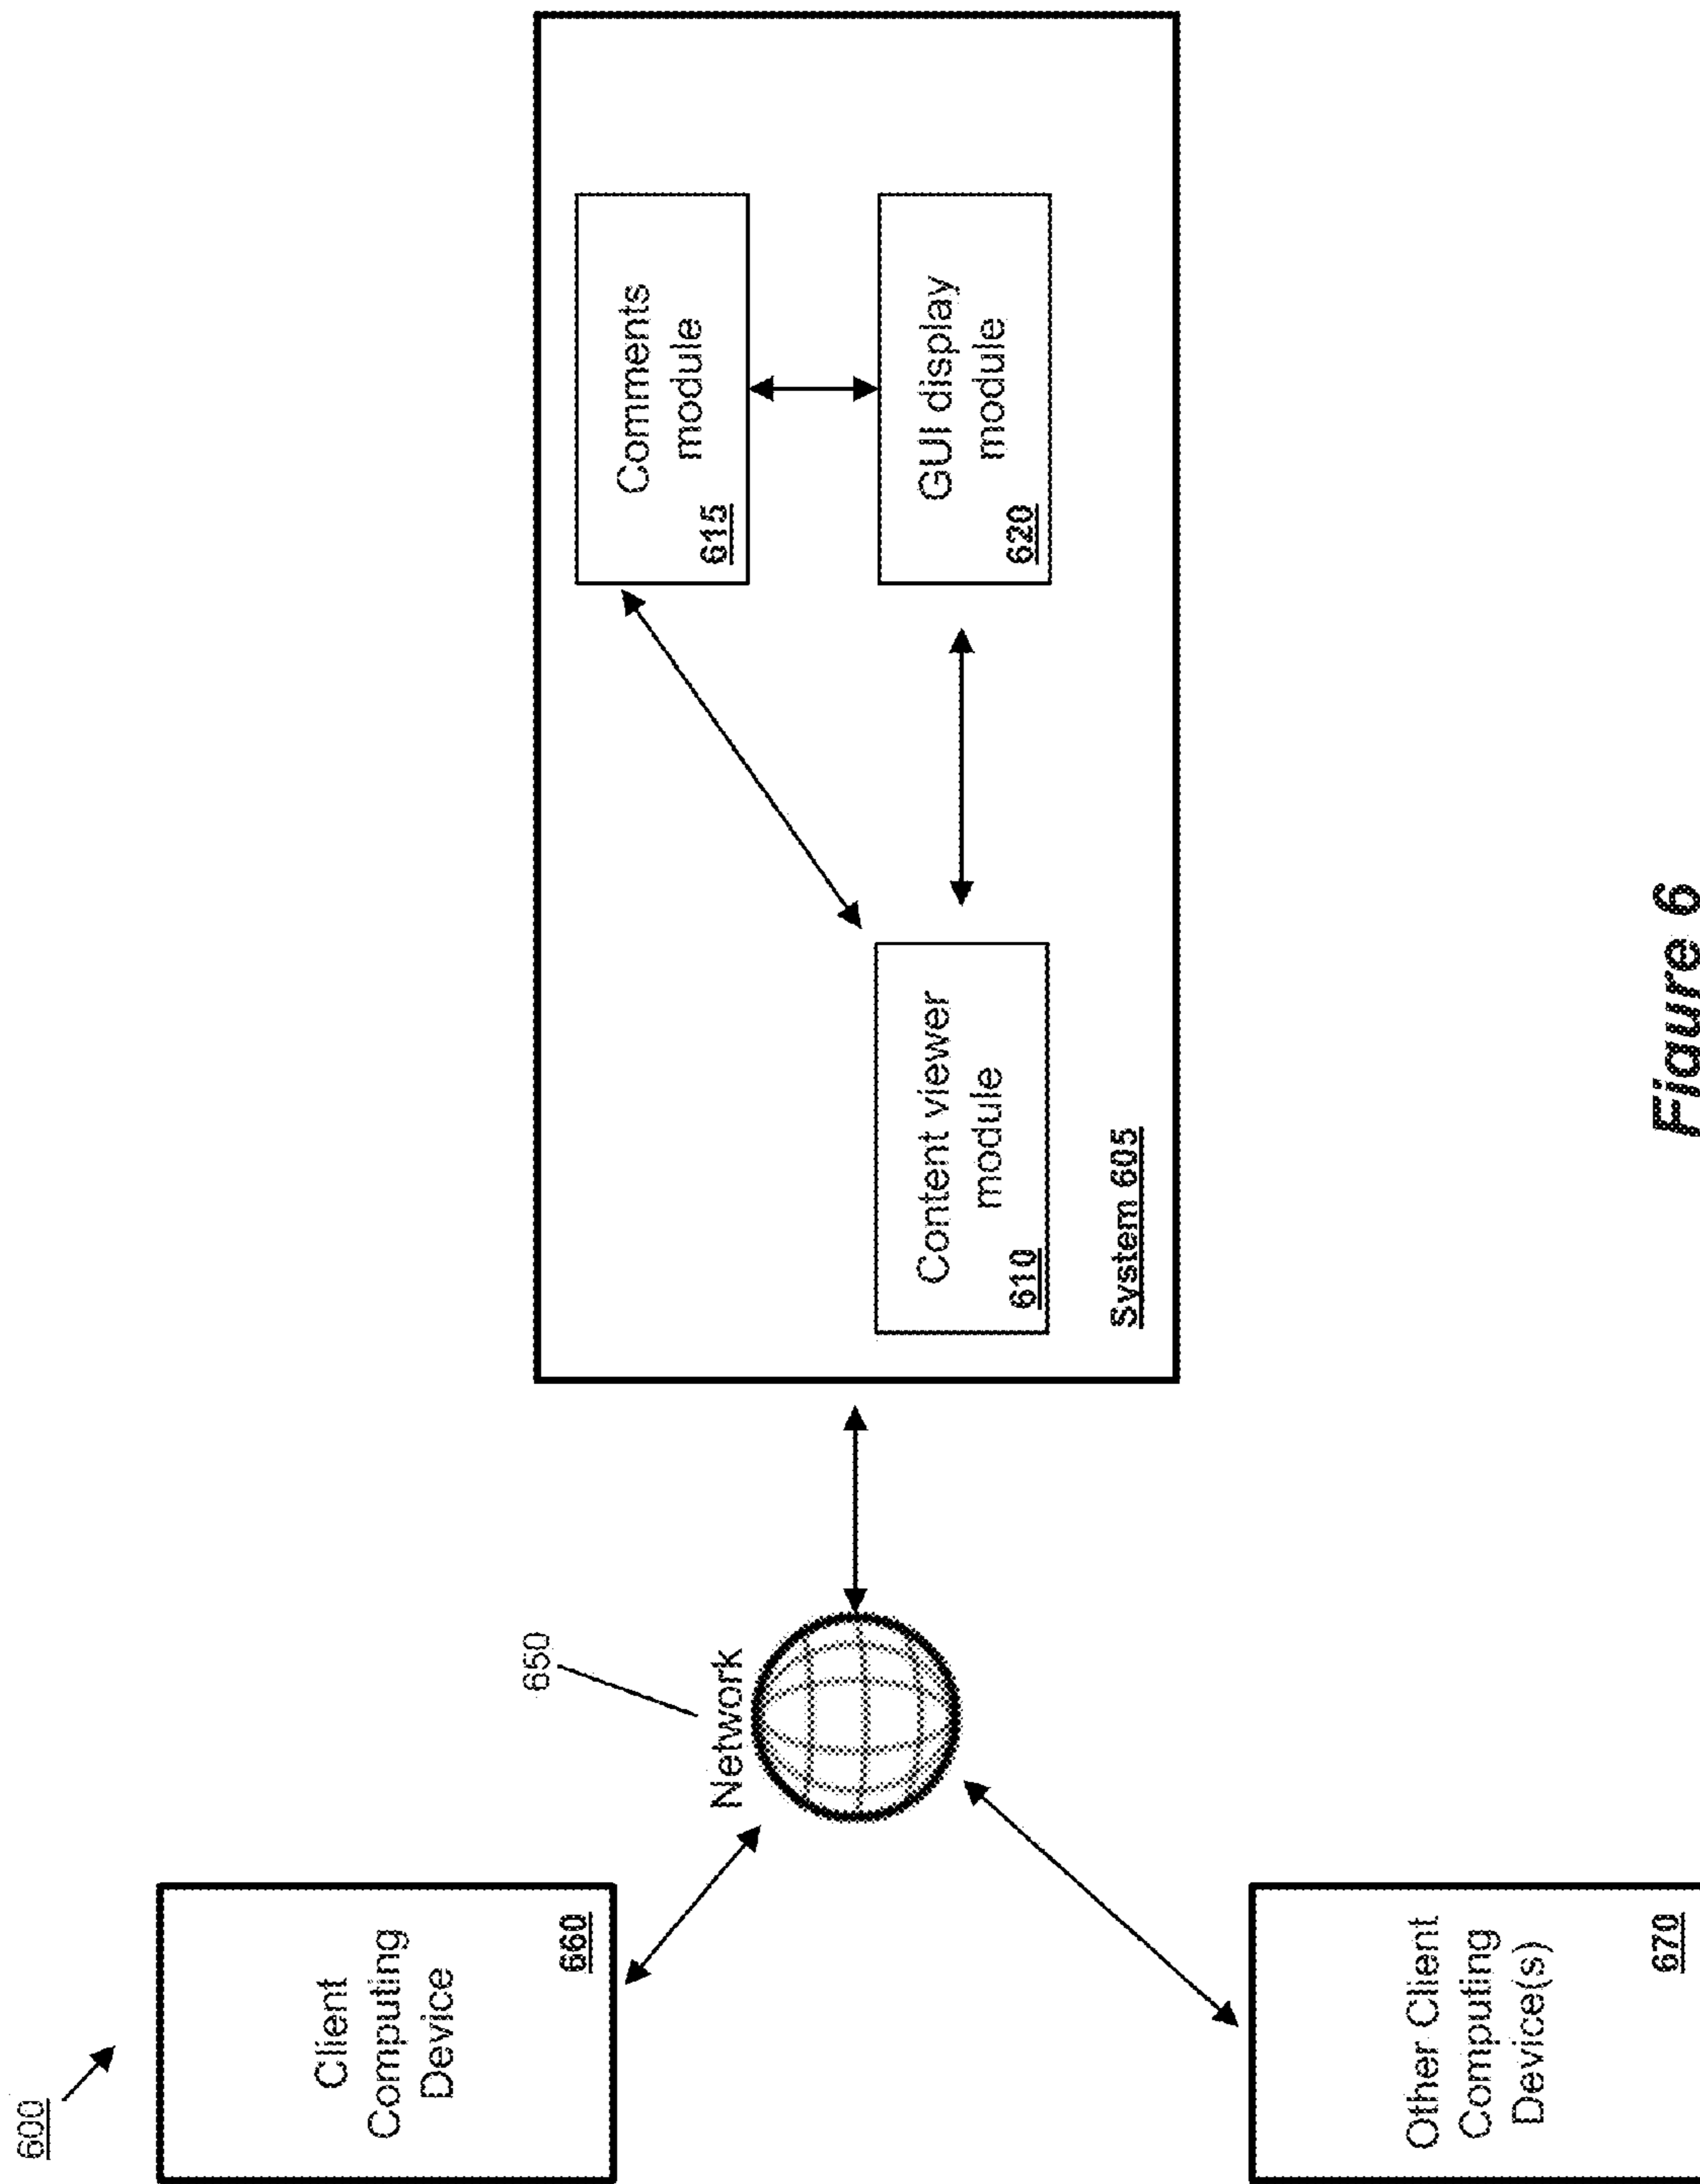 600
Client
Computing
Device
660
650
Network
Other Client
Computing
Device(s)
670
Comments
module
615
Content viewer
module
610
GUI display
module
620
System 605
Figure 6